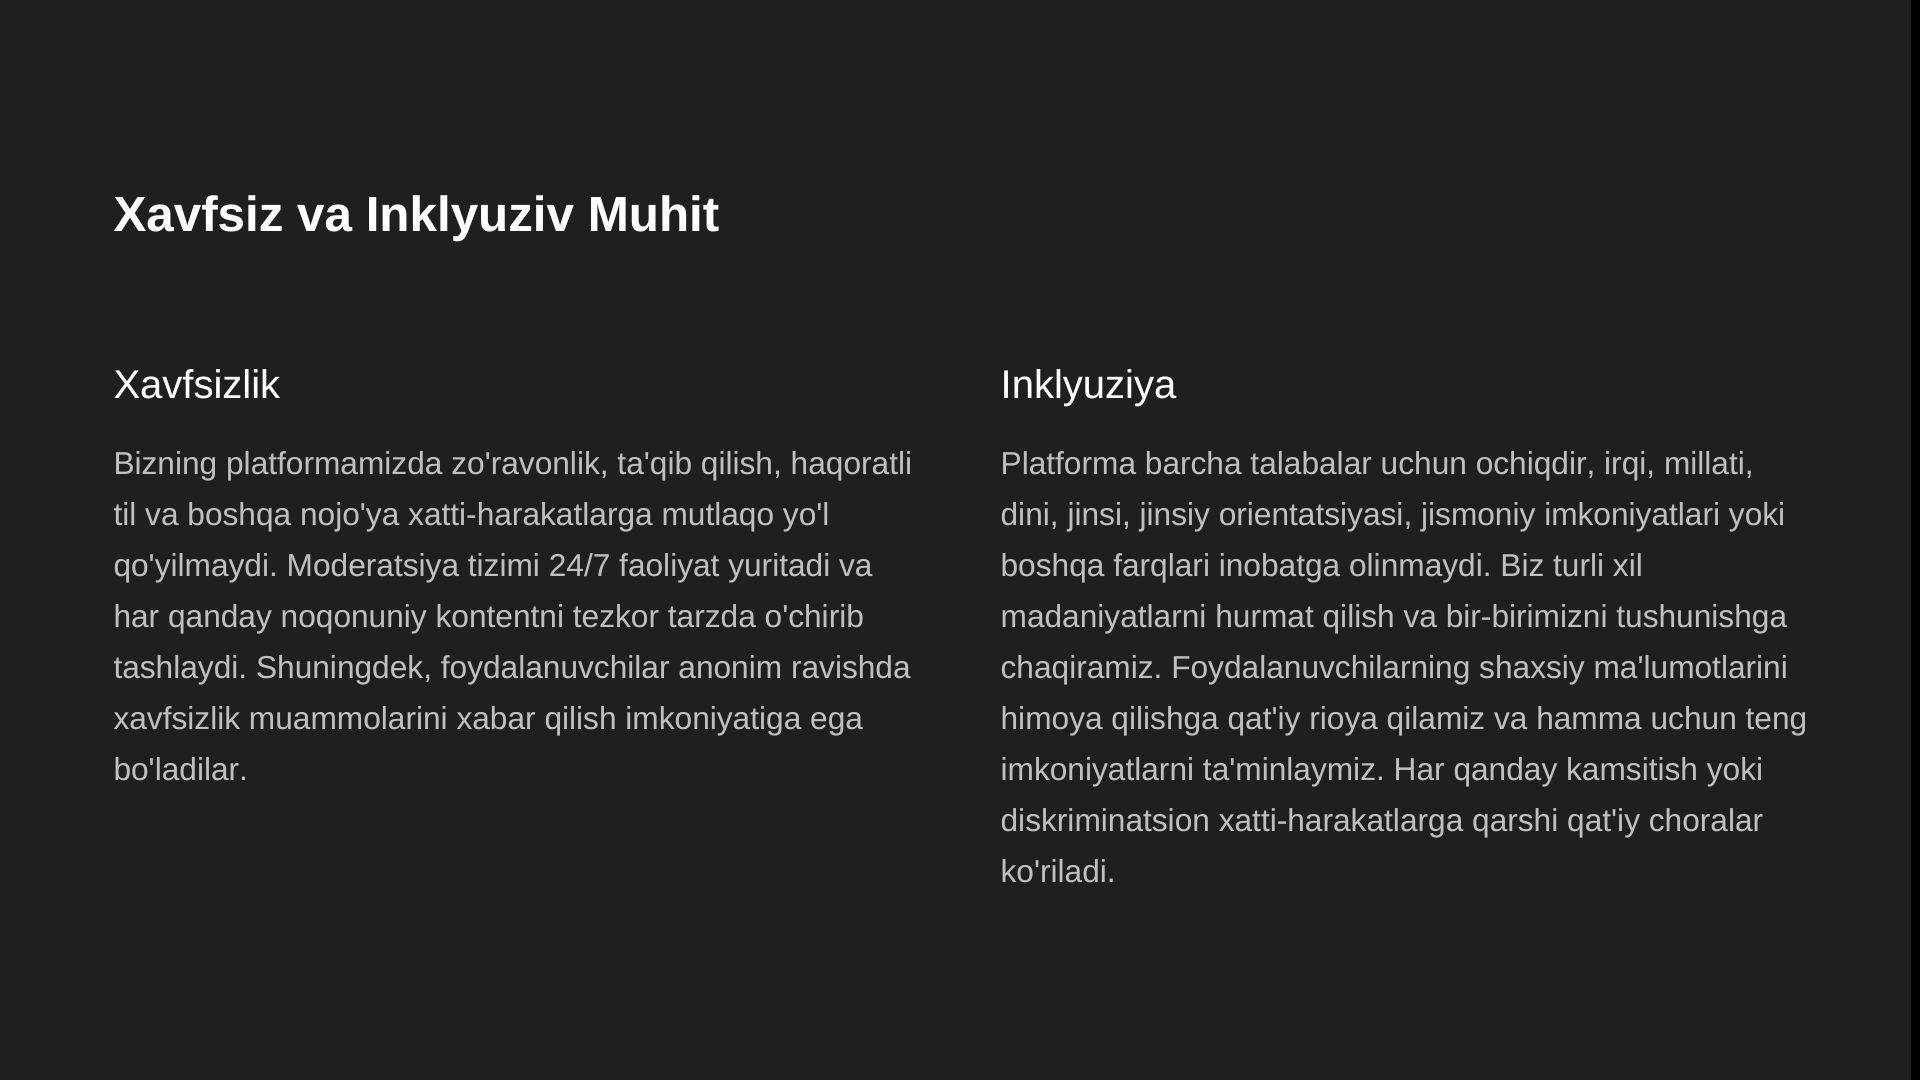 Xavfsiz va Inklyuziv Muhit
Xavfsizlik
Bizning platformamizda zo'ravonlik, ta'qib qilish, haqoratli
til va boshqa nojo'ya xatti-harakatlarga mutlaqo yo'l
qo'yilmaydi. Moderatsiya tizimi 24/7 faoliyat yuritadi va
har qanday noqonuniy kontentni tezkor tarzda o'chirib
tashlaydi. Shuningdek, foydalanuvchilar anonim ravishda
xavfsizlik muammolarini xabar qilish imkoniyatiga ega
bo'ladilar.
Inklyuziya
Platforma barcha talabalar uchun ochiqdir, irqi, millati,
dini, jinsi, jinsiy orientatsiyasi, jismoniy imkoniyatlari yoki
boshqa farqlari inobatga olinmaydi. Biz turli xil
madaniyatlarni hurmat qilish va bir-birimizni tushunishga
chaqiramiz. Foydalanuvchilarning shaxsiy ma'lumotlarini
himoya qilishga qat'iy rioya qilamiz va hamma uchun teng
imkoniyatlarni ta'minlaymiz. Har qanday kamsitish yoki
diskriminatsion xatti-harakatlarga qarshi qat'iy choralar
ko'riladi.